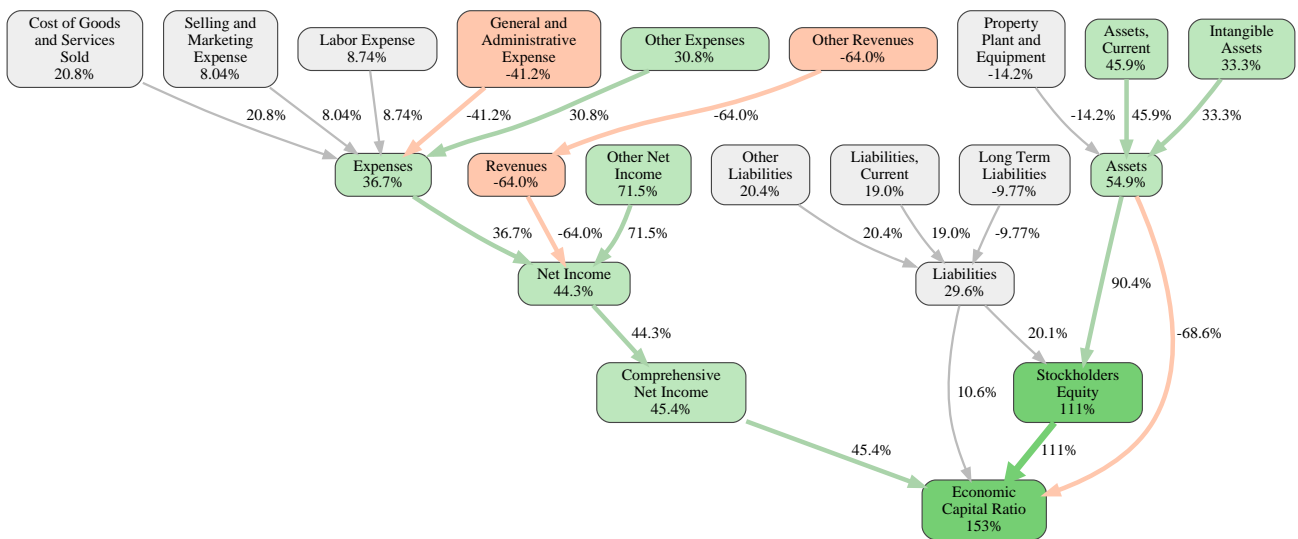 Cost of Goods
and Services
Sold
20.8%
Selling and
Marketing
Expense
8.04%
Labor Expense
8.74%
General and
Administrative
Expense
-41.2%
Other Expenses
30.8%
Other Revenues
-64.0%
Property
Plant and
Equipment
-14.2%
Assets,
Current
45.9%
Intangible
Assets
33.3%
20.8%
8.04%
8.74%
-41.2%
30.8%
-64.0%
-14.2%
45.9%
33.3%
Expenses
36.7%
Revenues
-64.0%
Other Net
Income
71.5%
Other
Liabilities
20.4%
Liabilities,
Current
19.0%
Long Term
Liabilities
-9.77%
Assets
54.9%
36.7%
-64.0%
71.5%
20.4%
19.0%
-9.77%
Net Income
44.3%
Liabilities
29.6%
90.4%
44.3%
20.1%
-68.6%
Comprehensive
Net Income
45.4%
10.6%
Stockholders
Equity
111%
45.4%
111%
Economic
Capital Ratio
153%